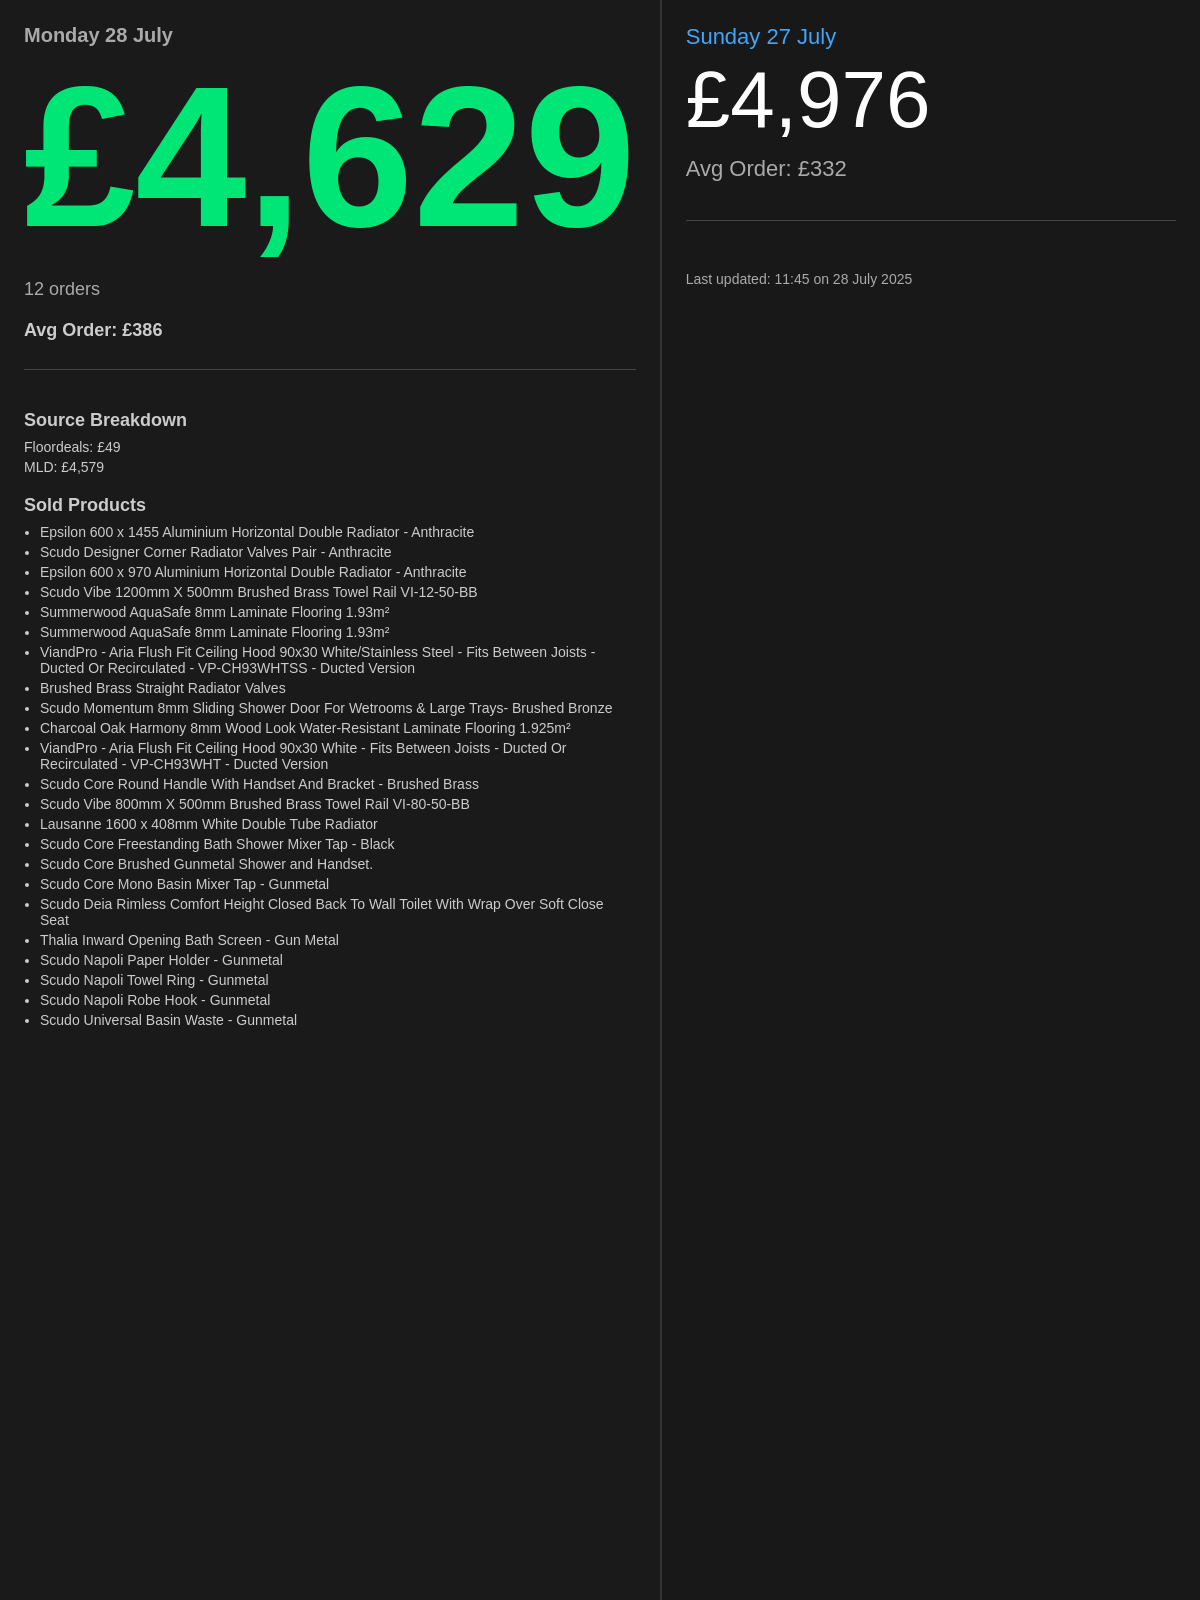 Monday 28 July
£4,629
12 orders
Avg Order: £386
Source Breakdown
Floordeals: £49
MLD: £4,579
Sold Products
• Epsilon 600 x 1455 Aluminium Horizontal Double Radiator - Anthracite
• Scudo Designer Corner Radiator Valves Pair - Anthracite
• Epsilon 600 x 970 Aluminium Horizontal Double Radiator - Anthracite
• Scudo Vibe 1200mm X 500mm Brushed Brass Towel Rail VI-12-50-BB
• Summerwood AquaSafe 8mm Laminate Flooring 1.93m²
• Summerwood AquaSafe 8mm Laminate Flooring 1.93m²
• ViandPro - Aria Flush Fit Ceiling Hood 90x30 White/Stainless Steel - Fits Between Joists -
Ducted Or Recirculated - VP-CH93WHTSS - Ducted Version
• Brushed Brass Straight Radiator Valves
• Scudo Momentum 8mm Sliding Shower Door For Wetrooms & Large Trays- Brushed Bronze
• Charcoal Oak Harmony 8mm Wood Look Water-Resistant Laminate Flooring 1.925m²
• ViandPro - Aria Flush Fit Ceiling Hood 90x30 White - Fits Between Joists - Ducted Or
Recirculated - VP-CH93WHT - Ducted Version
• Scudo Core Round Handle With Handset And Bracket - Brushed Brass
• Scudo Vibe 800mm X 500mm Brushed Brass Towel Rail VI-80-50-BB
• Lausanne 1600 x 408mm White Double Tube Radiator
• Scudo Core Freestanding Bath Shower Mixer Tap - Black
• Scudo Core Brushed Gunmetal Shower and Handset.
• Scudo Core Mono Basin Mixer Tap - Gunmetal
• Scudo Deia Rimless Comfort Height Closed Back To Wall Toilet With Wrap Over Soft Close
Seat
• Thalia Inward Opening Bath Screen - Gun Metal
• Scudo Napoli Paper Holder - Gunmetal
• Scudo Napoli Towel Ring - Gunmetal
• Scudo Napoli Robe Hook - Gunmetal
• Scudo Universal Basin Waste - Gunmetal
Sunday 27 July
£4,976
Avg Order: £332
Last updated: 11:45 on 28 July 2025